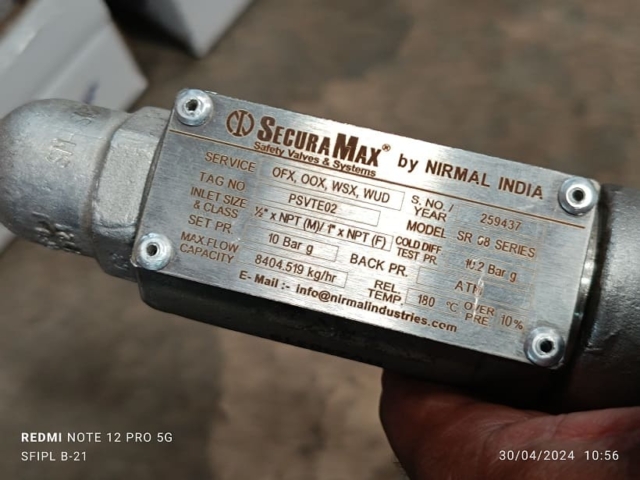 SECURAMAX® by NIRMAL INDIA
Safety Valves & Systems
SERVICE OFX, OOX, WSX, WUD S. NO./ YEAR 259437
TAG NO PSVTE02 MODEL SR C8 SERIES
INLET SIZE & CLASS ½" x NPT (M)/ 1" x NPT (F) COLD DIFF TEST PR 10.2 Bar g
SET PR 10 Bar g BACK PR. ATM
MAX FLOW CAPACITY 8404.519 kg/hr REL TEMP. 180 °C OVER PRE 10%
E-Mail :- info@nirmalindustries.com
REDMI NOTE 12 PRO 5G
SFIPL B-21
30/04/2024 10:56